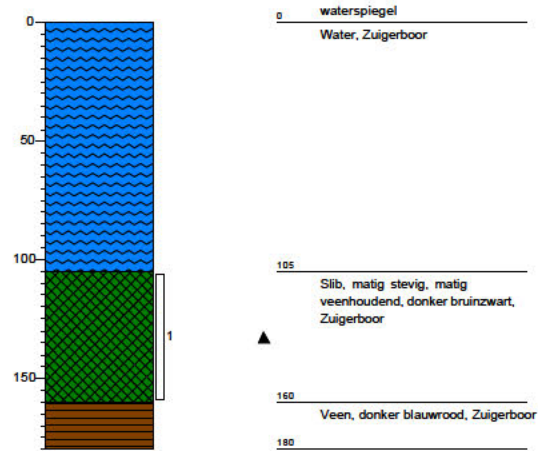 0
50
100
150
1
0 waterspiegel
Water, Zuigerboor
105
Slib, matig stevig, matig
veenhoudend, donker bruinzwart,
Zuigerboor
160
Veen, donker blauwrood, Zuigerboor
180